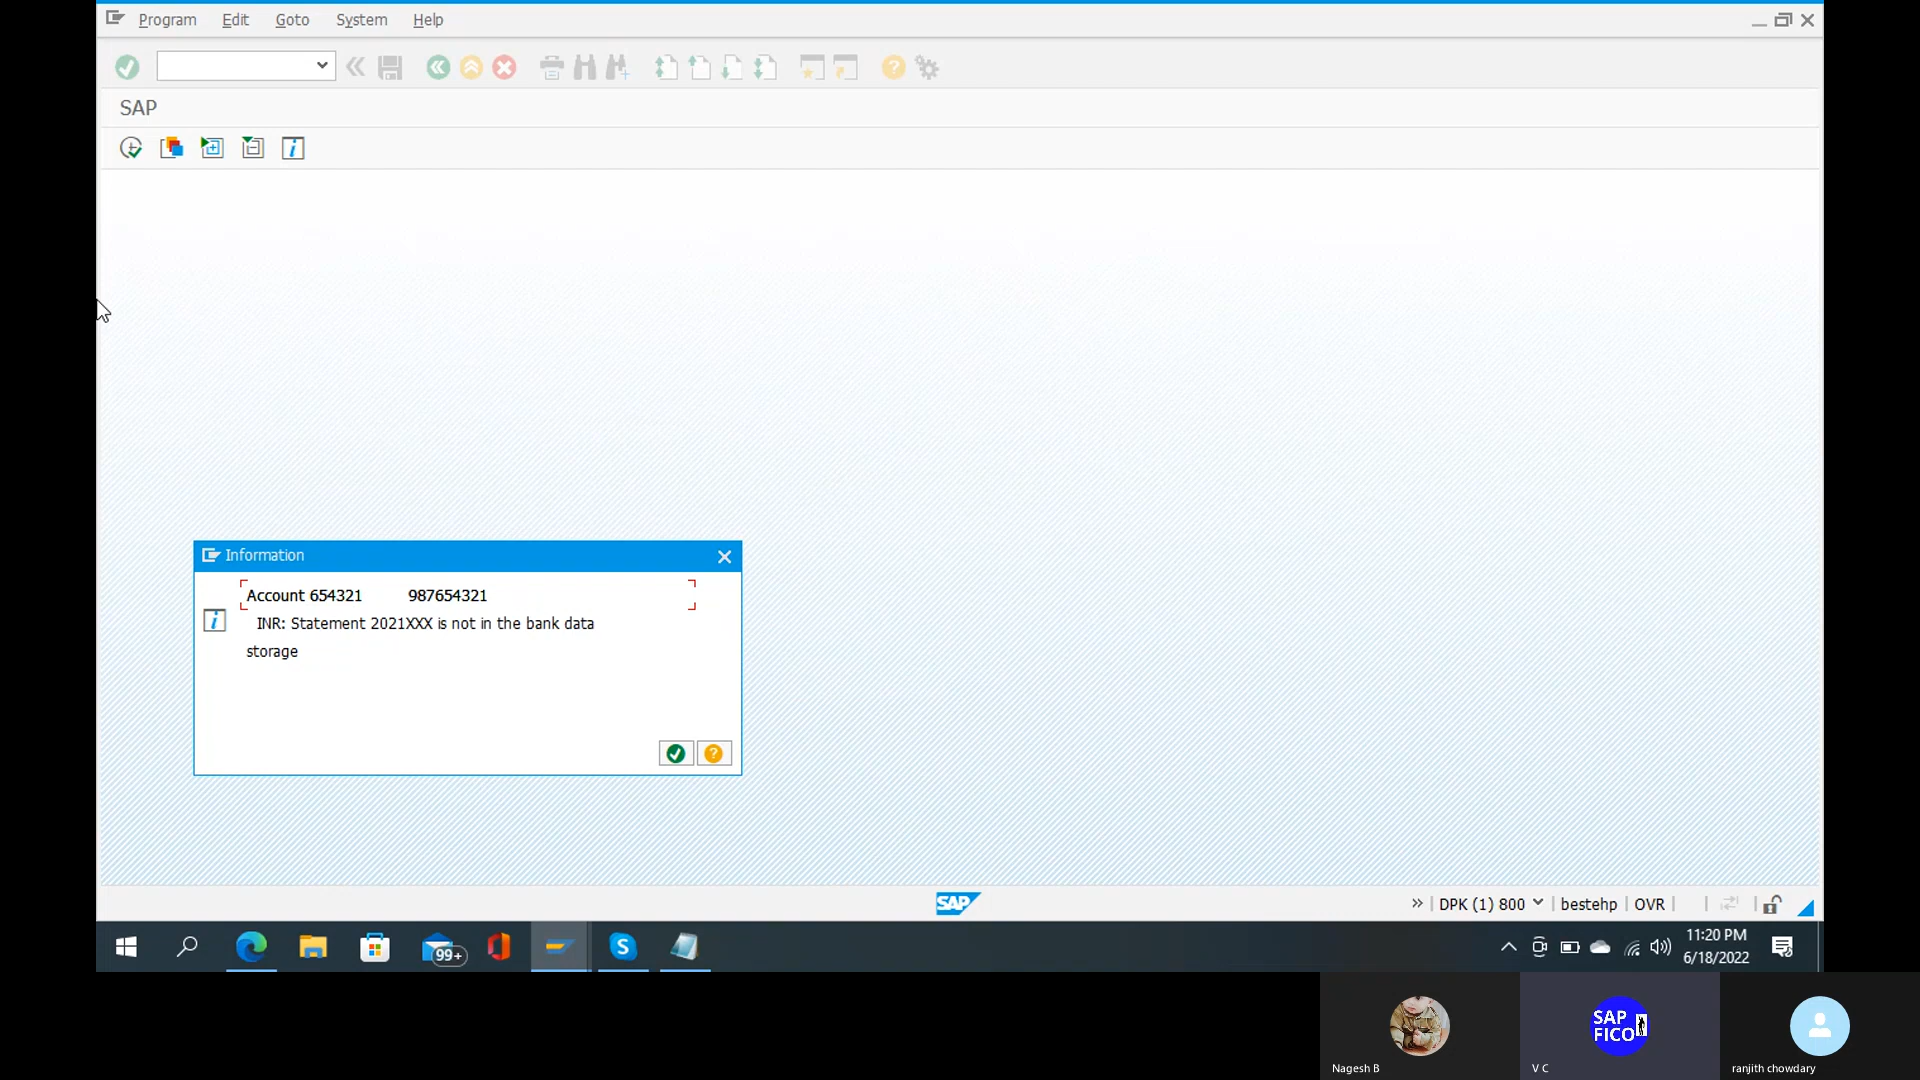 Program Edit Goto System Help
SAP
Information
Account 654321 987654321
INR: Statement 2021XXX is not in the bank data
storage
SAP
DPK (1) 800 bestehp OVR
99+
11:20 PM
6/18/2022
SAP
FICO
Nagesh B V C ranjith chowdary